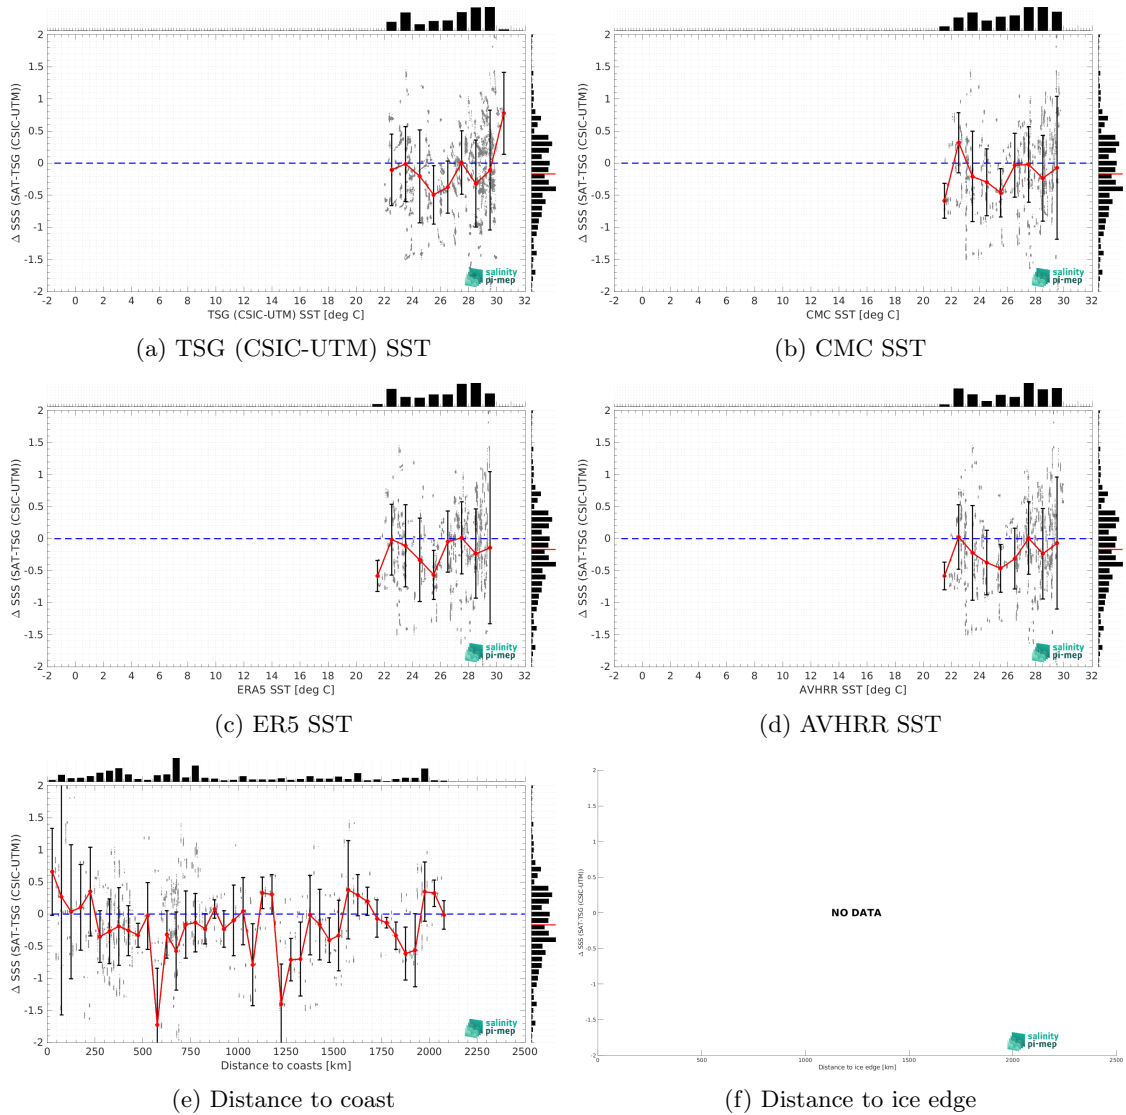 2
1.5
1
0.5
0
-0.5
-1
-1.5
-2
Δ SSS (SAT-TSG (CSIC-UTM))
-2 0 2 4 6 8 10 12 14 16 18 20 22 24 26 28 30 32
TSG (CSIC-UTM) SST [deg C]
salinity
pi-mep
(a) TSG (CSIC-UTM) SST
2
1.5
1
0.5
0
-0.5
-1
-1.5
-2
Δ SSS (SAT-TSG (CSIC-UTM))
-2 0 2 4 6 8 10 12 14 16 18 20 22 24 26 28 30 32
CMC SST [deg C]
salinity
pi-mep
(b) CMC SST
2
1.5
1
0.5
0
-0.5
-1
-1.5
-2
Δ SSS (SAT-TSG (CSIC-UTM))
-2 0 2 4 6 8 10 12 14 16 18 20 22 24 26 28 30 32
ERA5 SST [deg C]
salinity
pi-mep
(c) ER5 SST
2
1.5
1
0.5
0
-0.5
-1
-1.5
-2
Δ SSS (SAT-TSG (CSIC-UTM))
-2 0 2 4 6 8 10 12 14 16 18 20 22 24 26 28 30 32
AVHRR SST [deg C]
salinity
pi-mep
(d) AVHRR SST
2
1.5
1
0.5
0
-0.5
-1
-1.5
-2
Δ SSS (SAT-TSG (CSIC-UTM))
0 250 500 750 1000 1250 1500 1750 2000 2250 2500
Distance to coasts [km]
salinity
pi-mep
(e) Distance to coast
2
1.5
1
0.5
0
-0.5
-1
-1.5
-2
Δ SSS (SAT-TSG (CSIC-UTM))
NO DATA
0 500 1000 1500 2000 2500
Distance to ice edge [km]
salinity
pi-mep
(f) Distance to ice edge